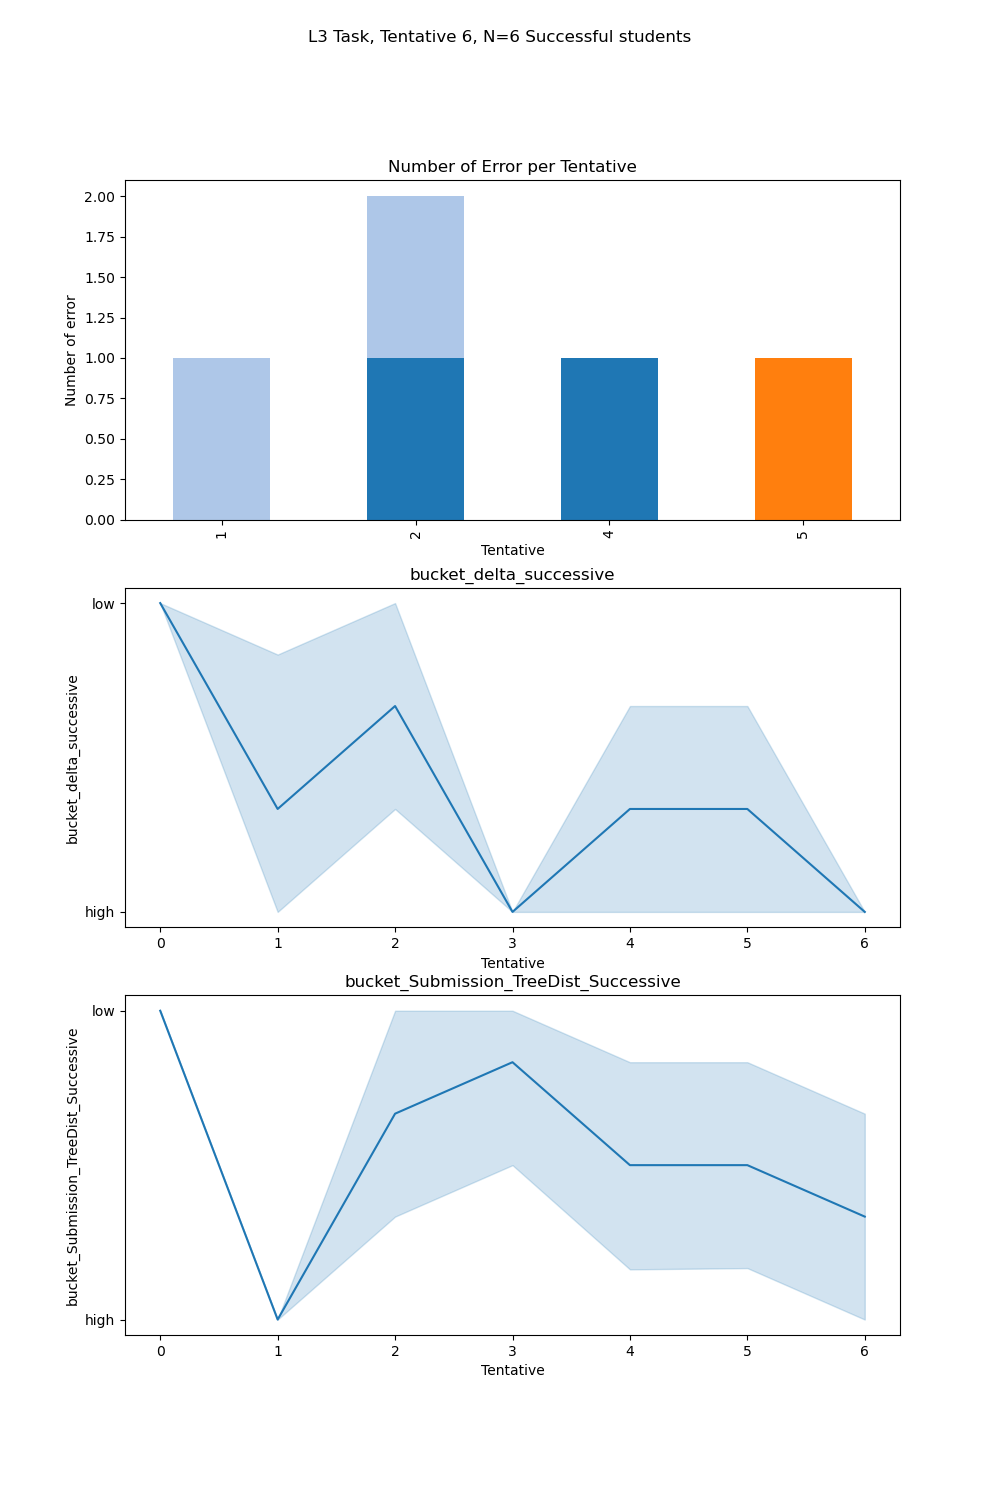 L3 Task, Tentative 6, N=6 Successful students
Number of Error per Tentative
Number of error
2.00
1.75
1.50
1.25
1.00
0.75
0.50
0.25
0.00
1
2
4
5
Tentative
bucket_delta_successive
bucket_delta_successive
low
high
0
1
2
3
4
5
6
Tentative
bucket_Submission_TreeDist_Successive
bucket_Submission_TreeDist_Successive
low
high
0
1
2
3
4
5
6
Tentative